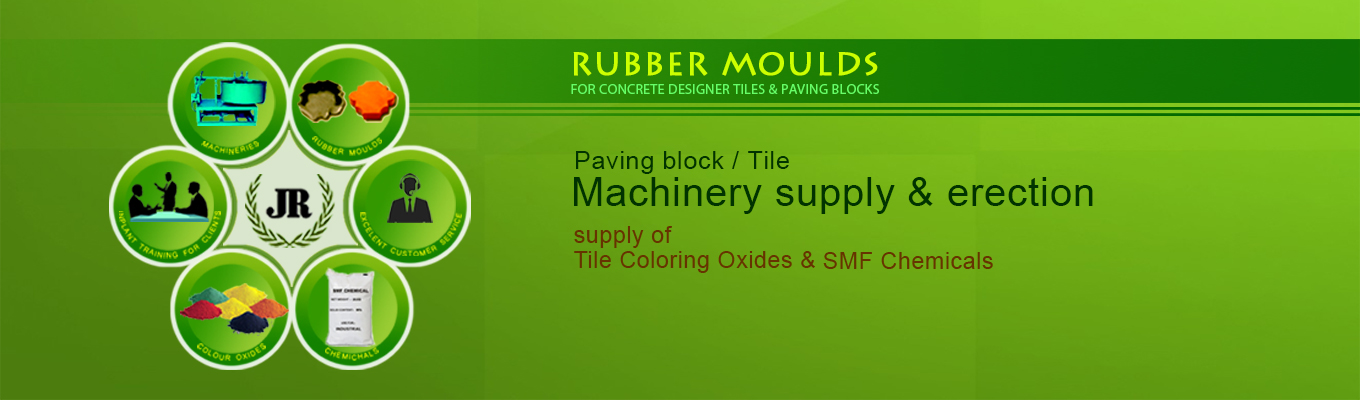 RUBBER MOULDS
FOR CONCRETE DESIGNER TILES & PAVING BLOCKS
Paving block / Tile
Machinery supply & erection
supply of
Tile Coloring Oxides & SMF Chemicals
MACHINERIES
RUBBER MOULDS
INPLANT TRAINING FOR CLIENTS
JR
EXCELENT CUSTOMER SERVICE
COLOUR OXIDES
SMF CHEMICAL
INDUSTRIAL
CHEMICHALS